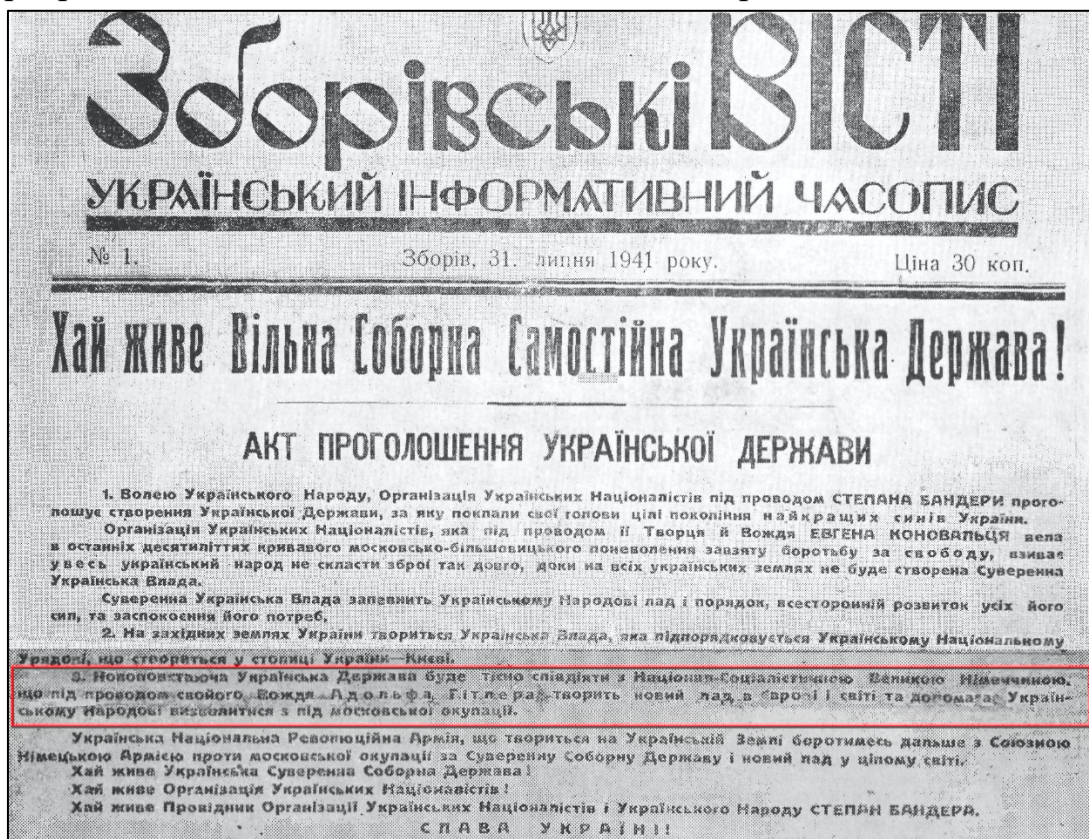 Зборівські ВІСТІ
УКРАЇНСЬКИЙ ІНФОРМАТИВНИЙ ЧАСОПИС
№ 1. Зборів, 31. липня 1941 року. Ціна 30 коп.
Хай живе Вільна Соборна Самостійна Українська Держава!
АКТ ПРОГОЛОШЕННЯ УКРАЇНСЬКОЇ ДЕРЖАВИ
1. Волею Українського Народу, Організація Українських Націоналістів під проводом СТЕПАНА БАНДЕРИ прого-
лошує створення Української Держави, за яку поклали свої голови цілі покоління найкращих синів України.
Організація Українських Націоналістів, яка під проводом її Творця й Вождя ЕВГЕНА КОНОВАЛЬЦЯ вела
в останніх десятиліттях кривавого московсько-більшовицького поневолення завзяту боротьбу за свободу, взиває
увесь український народ не скласти зброї так довго, доки на всіх українських землях не буде створена Суверенна
Українська Влада.
Суверенна Українська Влада запевнить Українському Народові лад і порядок, всесторонній розвиток усіх його
сил, та заспокоєння його потреб.
2. На західних землях України твориться Українська Влада, яка підпорядковується Українському Національному
Урядові, що створиться у столиці України—Києві.
3. Новоповстаюча Українська Держава буде тісно співдіяти з Націонал-Соціялістичною Великою Німеччиною,
що під проводом свойого Вождя Адольфа Гітлера творить новий лад в Європі і світі та допомагає Україн-
ському Народові визволитися з під московської окупації.
Українська Національна Революційна Армія, що твориться на Українській Землі боротимесь дальше з Союзною
Німецькою Армією проти московської окупації за Суверенну Соборну Державу і новий лад у цілому світі.
Хай живе Українська Суверенна Соборна Держава!
Хай живе Організація Українських Націоналістів!
Хай живе Провідник Організації Українських Націоналістів і Українського Народу СТЕПАН БАНДЕРА.
СЛАВА УКРАЇНІ!